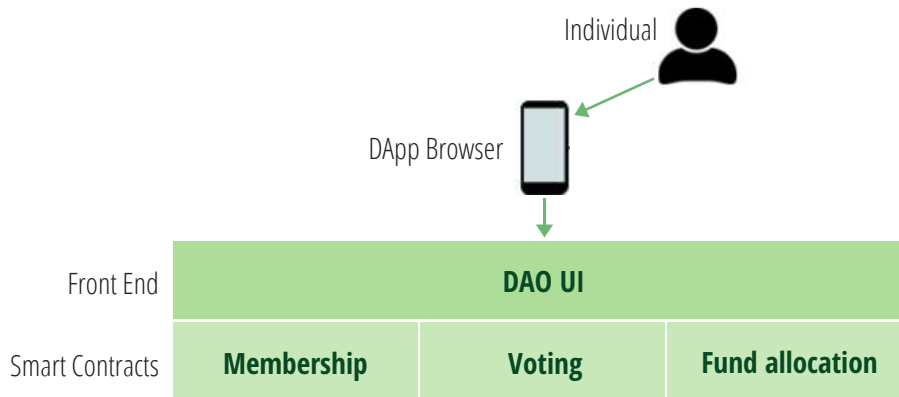 Individual
DApp Browser
Front End
DAO UI
Smart Contracts
Membership
Voting
Fund allocation